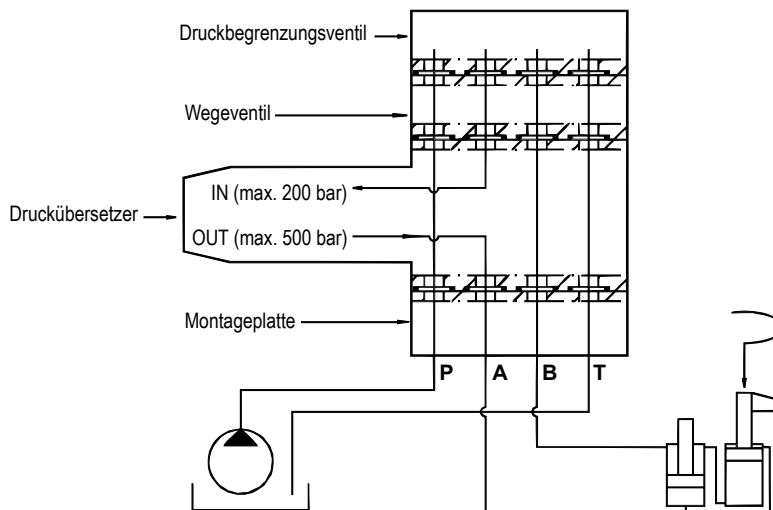 Druckbegrenzungsventil
Wegeventil
IN (max. 200 bar)
Druckübersetzer
OUT (max. 500 bar)
Montageplatte
P A B T